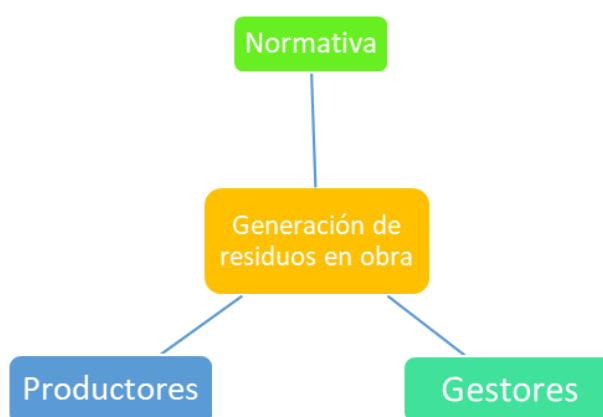 Normativa
Generación de
residuos en obra
Productores
Gestores